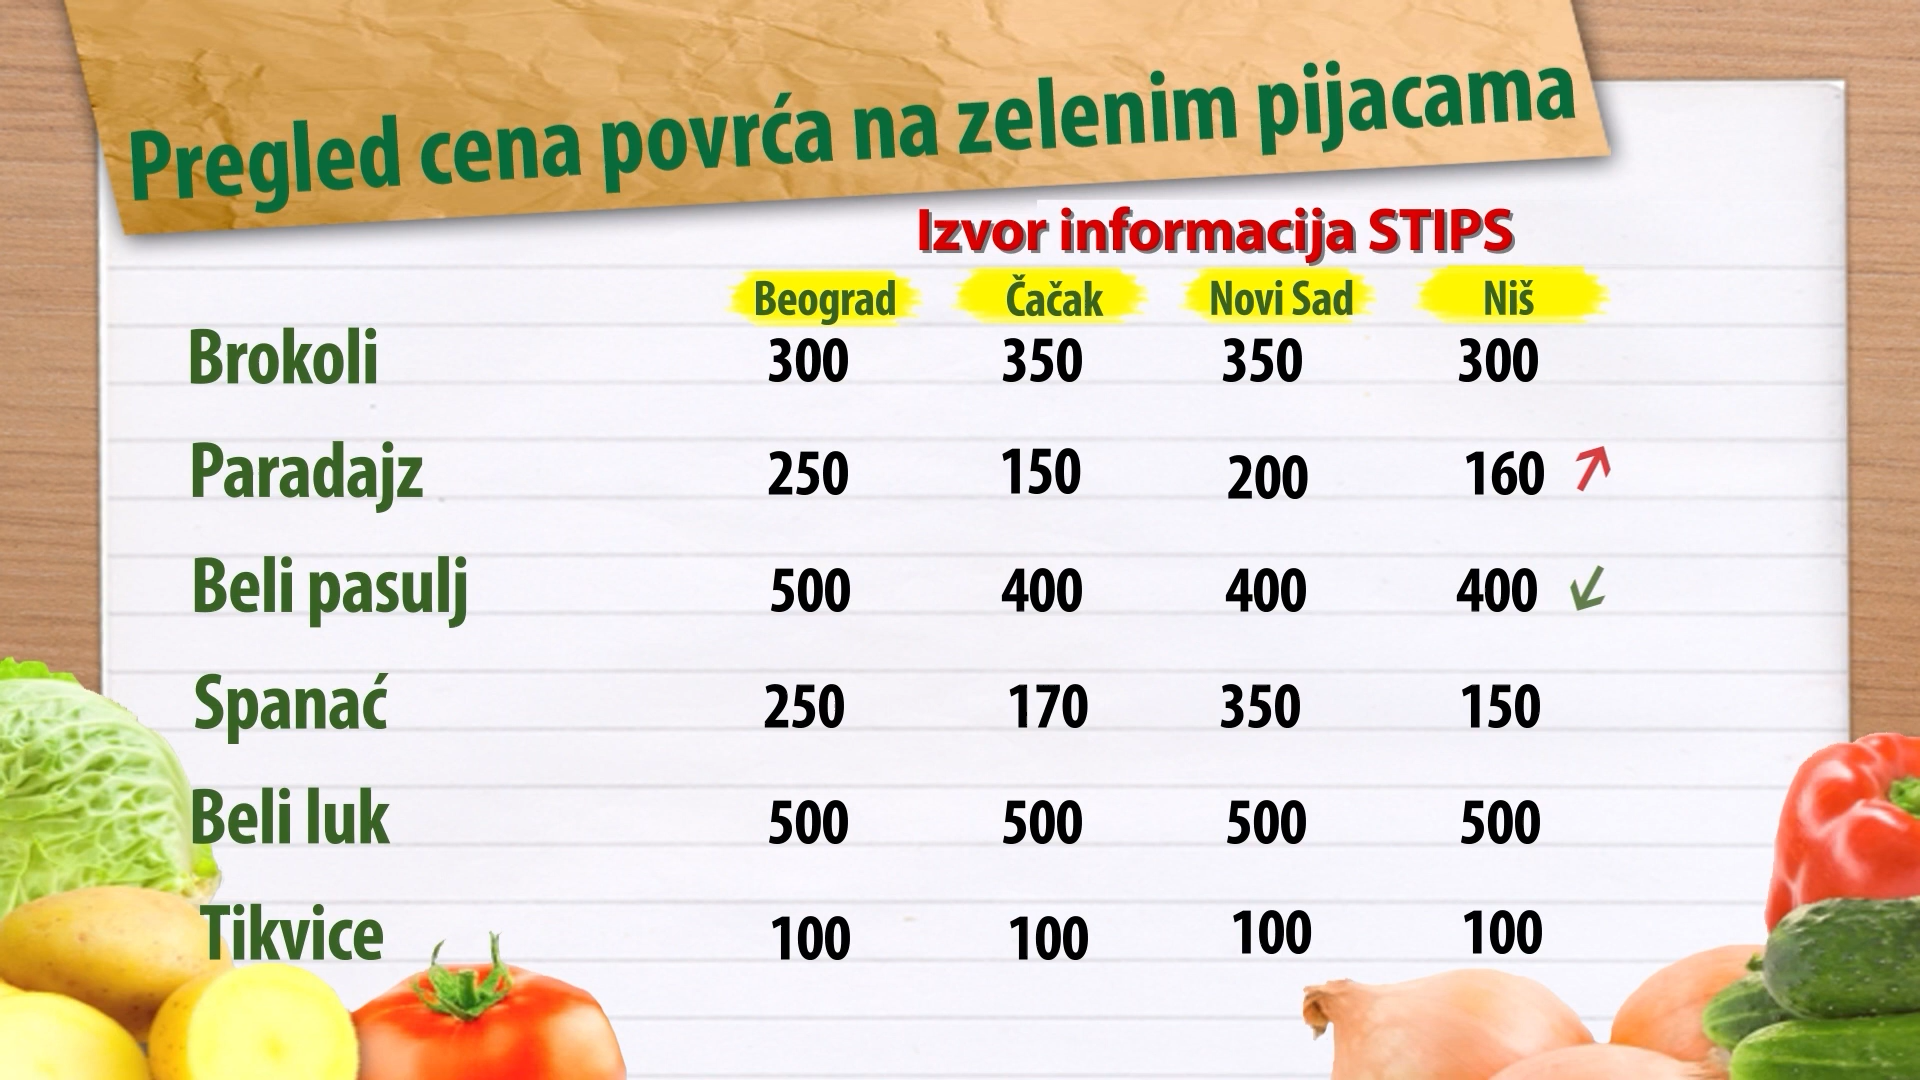 Pregled cena povrća na zelenim pijacama
Izvor informacija STIPS
Beograd Čačak Novi Sad Niš
Brokoli 300 350 350 300
Paradajz 250 150 200 160
Beli pasulj 500 400 400 400
Spanać 250 170 350 150
Beli luk 500 500 500 500
Tikvice 100 100 100 100